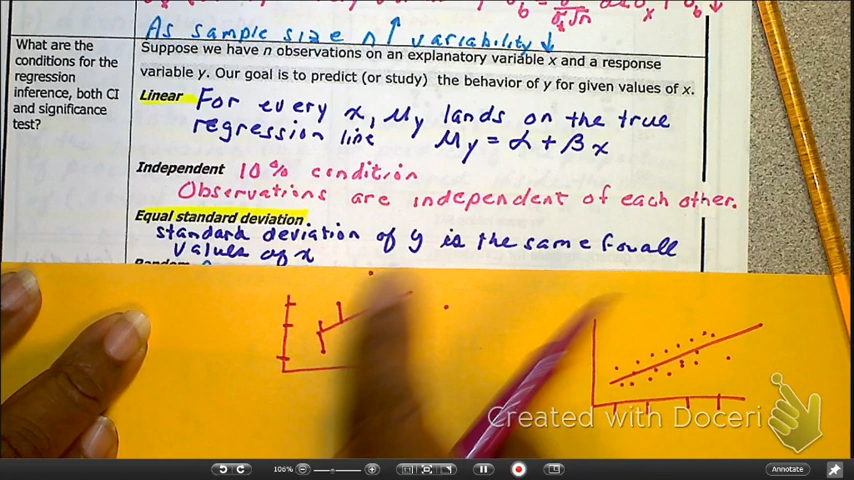 As sample size n ↑ variability ↓
What are the
conditions for the
regression
inference, both CI
and significance
test?
Suppose we have n observations on an explanatory variable x and a response
variable y. Our goal is to predict (or study) the behavior of y for given values of x.
Linear For every x, μy lands on the true
regression line μy = α + βx
Independent 10% condition
Observations are independent of each other.
Equal standard deviation.
standard deviation of y is the same for all
values of x
Created with Doceri
106%
Annotate